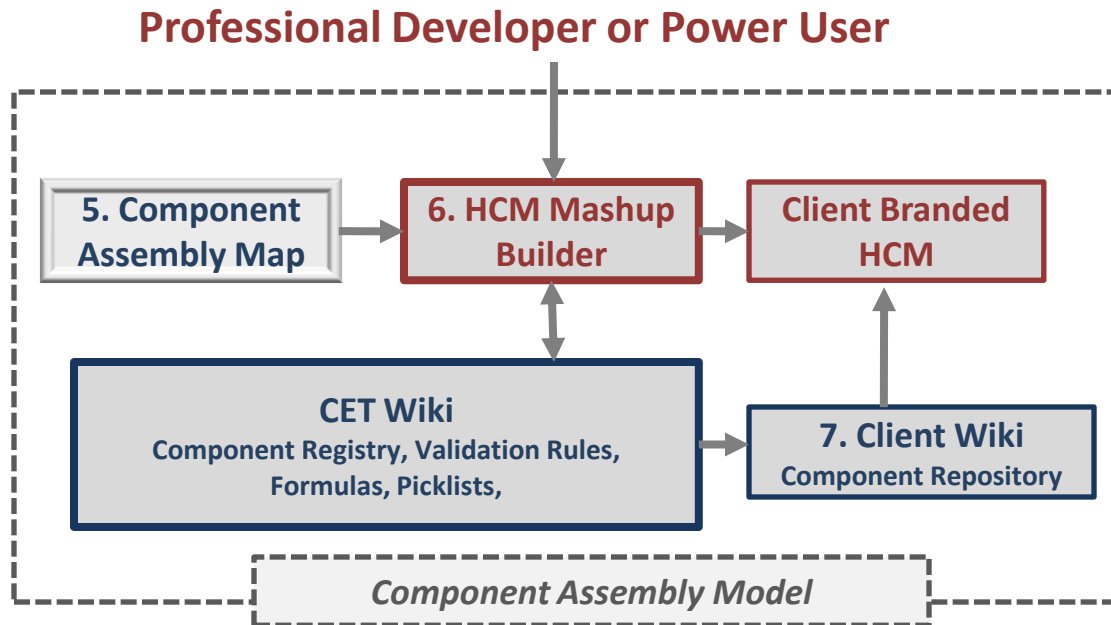 Professional Developer or Power User
5. Component
Assembly Map
6. HCM Mashup
Builder
Client Branded
HCM
CET Wiki
Component Registry, Validation Rules,
Formulas, Picklists,
7. Client Wiki
Component Repository
Component Assembly Model